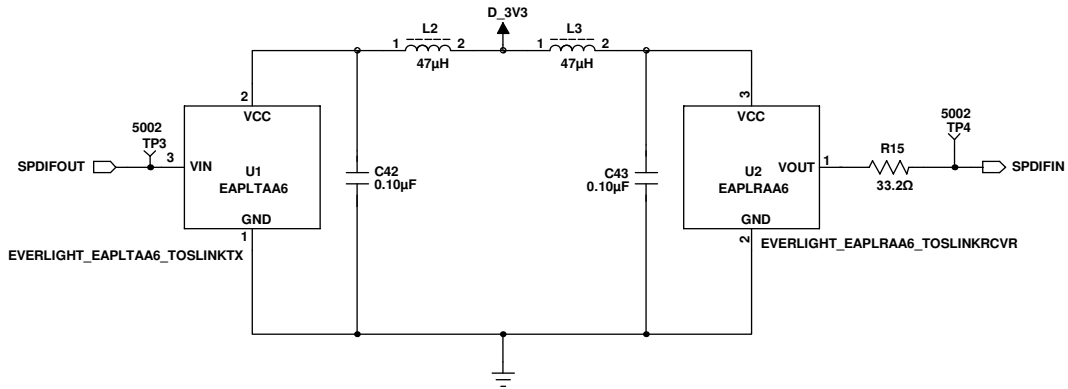 D_3V3
L2
1 2
47µH
L3
1 2
47µH
2
VCC
5002
TP3
SPDIFOUT
3
VIN
U1
EAPLTAA6
GND
1
EVERLIGHT_EAPLTAA6_TOSLINKTX
C42
0.10µF
C43
0.10µF
3
VCC
U2
EAPLRAA6
VOUT
1
GND
2
EVERLIGHT_EAPLRAA6_TOSLINKRCVR
R15
33.2Ω
5002
TP4
SPDIFIN